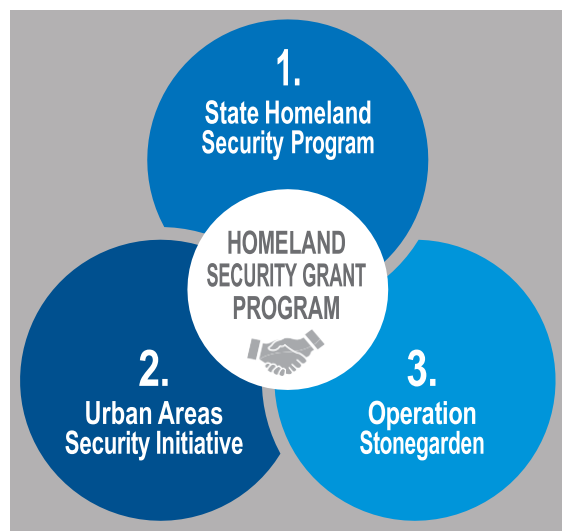 1.
State Homeland
Security Program
HOMELAND
SECURITY GRANT
PROGRAM
2.
Urban Areas
Security Initiative
3.
Operation
Stonegarden